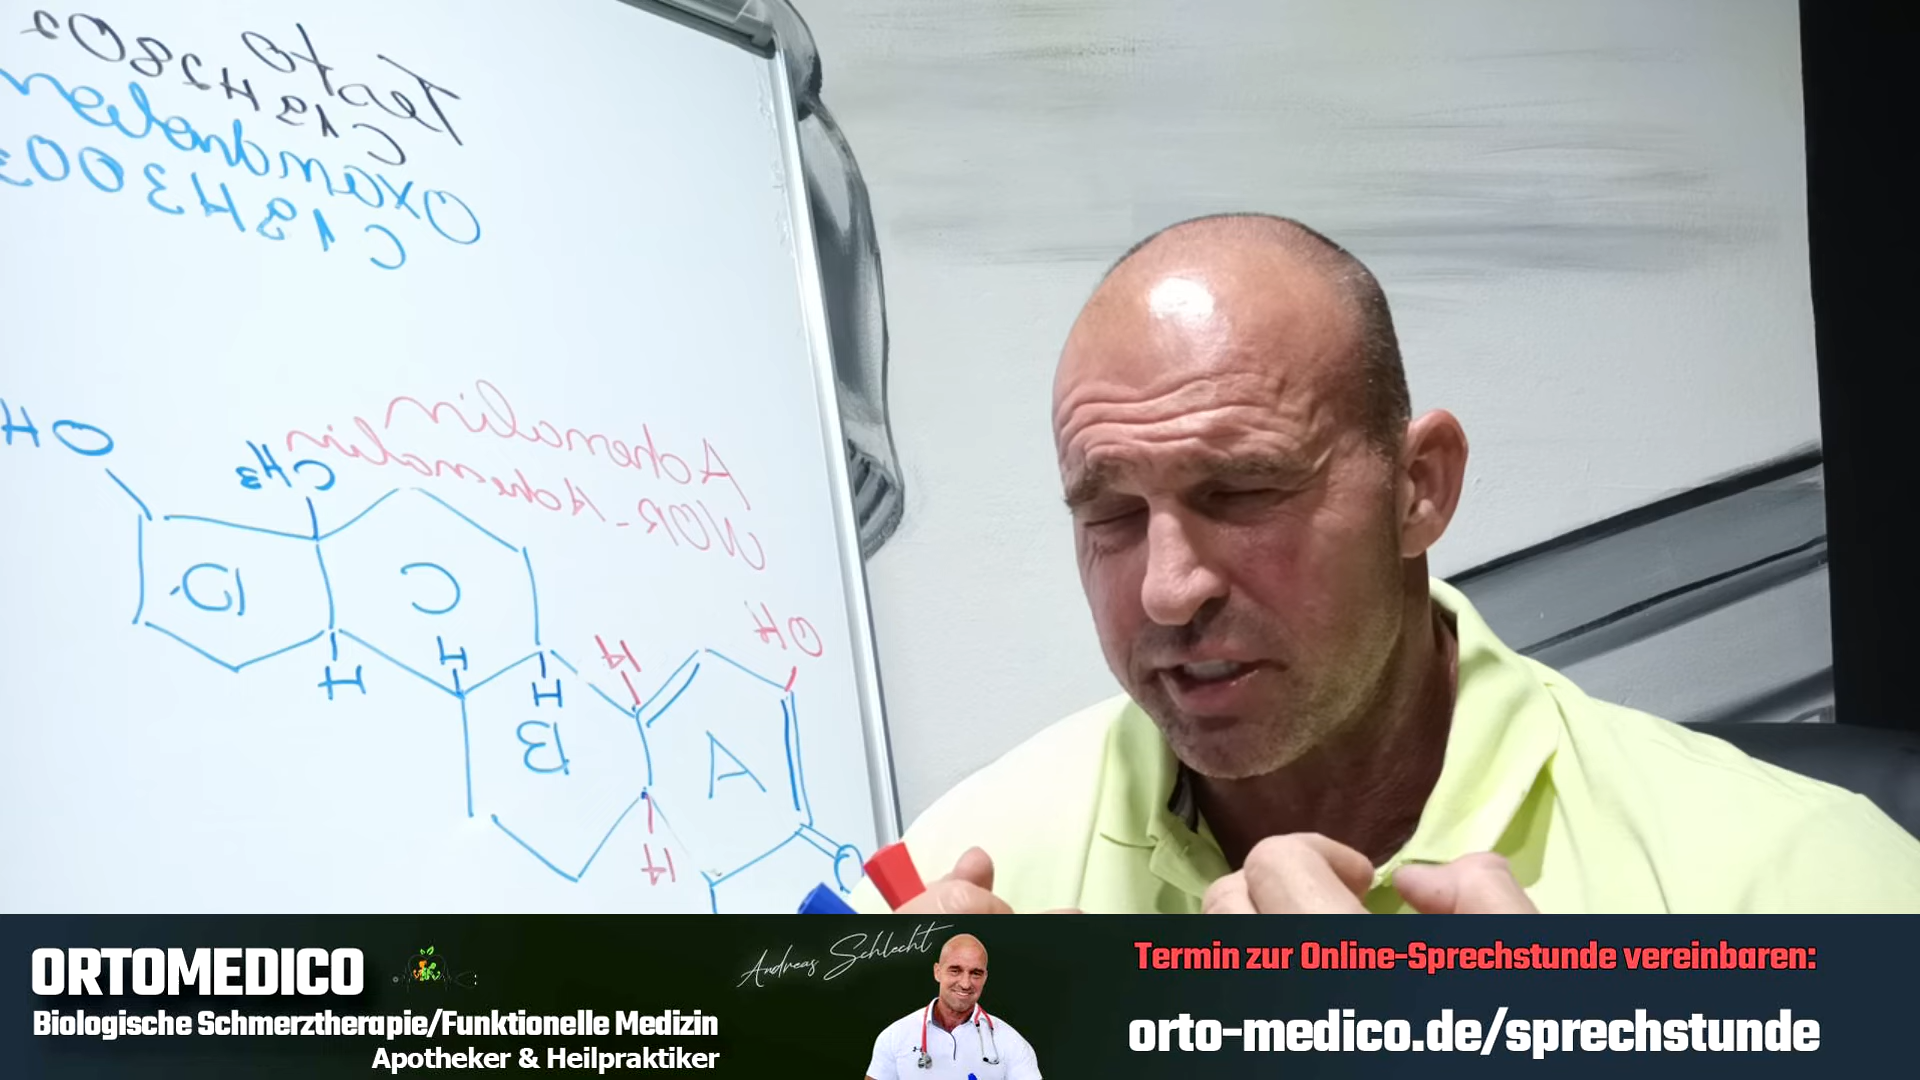 Testo
C19H28O2
Oxandrolon
C19H30O3
Adrenalin
NOR-Adrenalin
OH
CH3
OH
D
C
H
H
H
H
B
A
H
O
ORTOMEDICO
Biologische Schmerztherapie/Funktionelle Medizin
Apotheker & Heilpraktiker
Andreas Schlecht
Termin zur Online-Sprechstunde vereinbaren:
orto-medico.de/sprechstunde